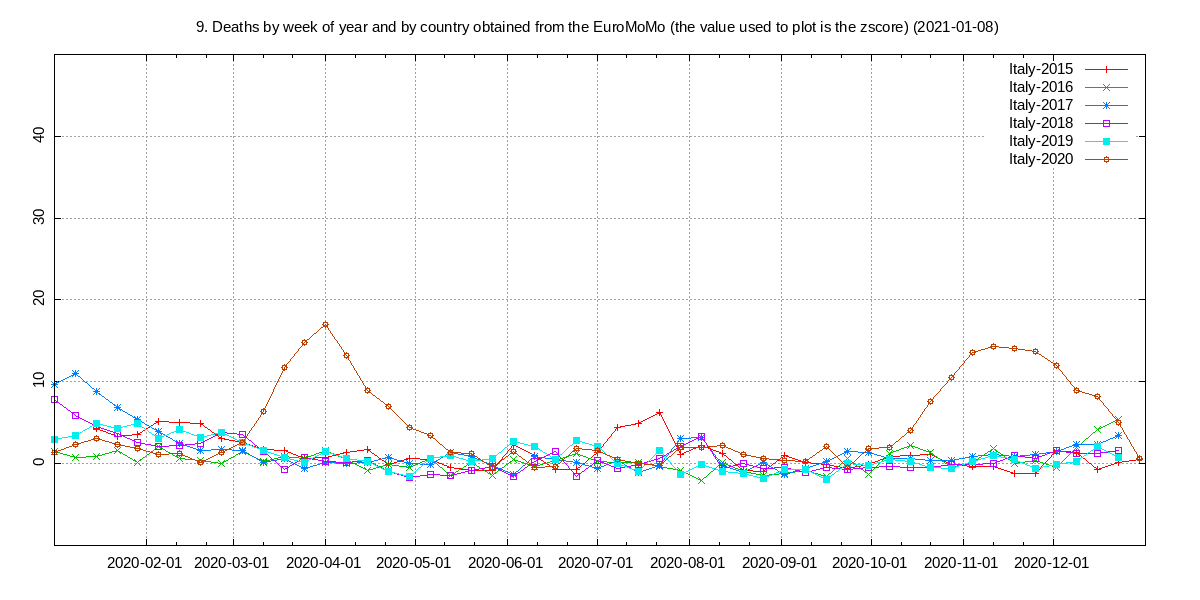 9. Deaths by week of year and by country obtained from the EuroMoMo (the value used to plot is the zscore) (2021-01-08)
Italy-2015
Italy-2016
Italy-2017
Italy-2018
Italy-2019
Italy-2020
40
30
20
10
0
2020-02-01 2020-03-01 2020-04-01 2020-05-01 2020-06-01 2020-07-01 2020-08-01 2020-09-01 2020-10-01 2020-11-01 2020-12-01